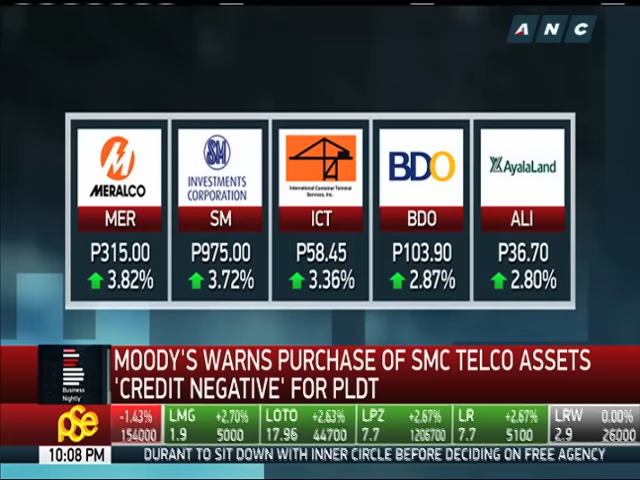 ANC
MERALCO
SM
INVESTMENTS
CORPORATION
International Container Terminal
Services, Inc.
BDO
AyalaLand
MER SM ICT BDO ALI
P315.00 P975.00 P58.45 P103.90 P36.70
3.82% 3.72% 3.36% 2.87% 2.80%
Business
Nightly
MOODY'S WARNS PURCHASE OF SMC TELCO ASSETS
'CREDIT NEGATIVE' FOR PLDT
pse
-1.43% LMG +2.70% LOTO +2.63% LPZ +2.67% LR +2.67% LRW 0.00%
154000 1.9 5000 17.96 44700 7.7 1206700 7.7 5100 2.9 26000
10:08 PM DURANT TO SIT DOWN WITH INNER CIRCLE BEFORE DECIDING ON FREE AGENCY